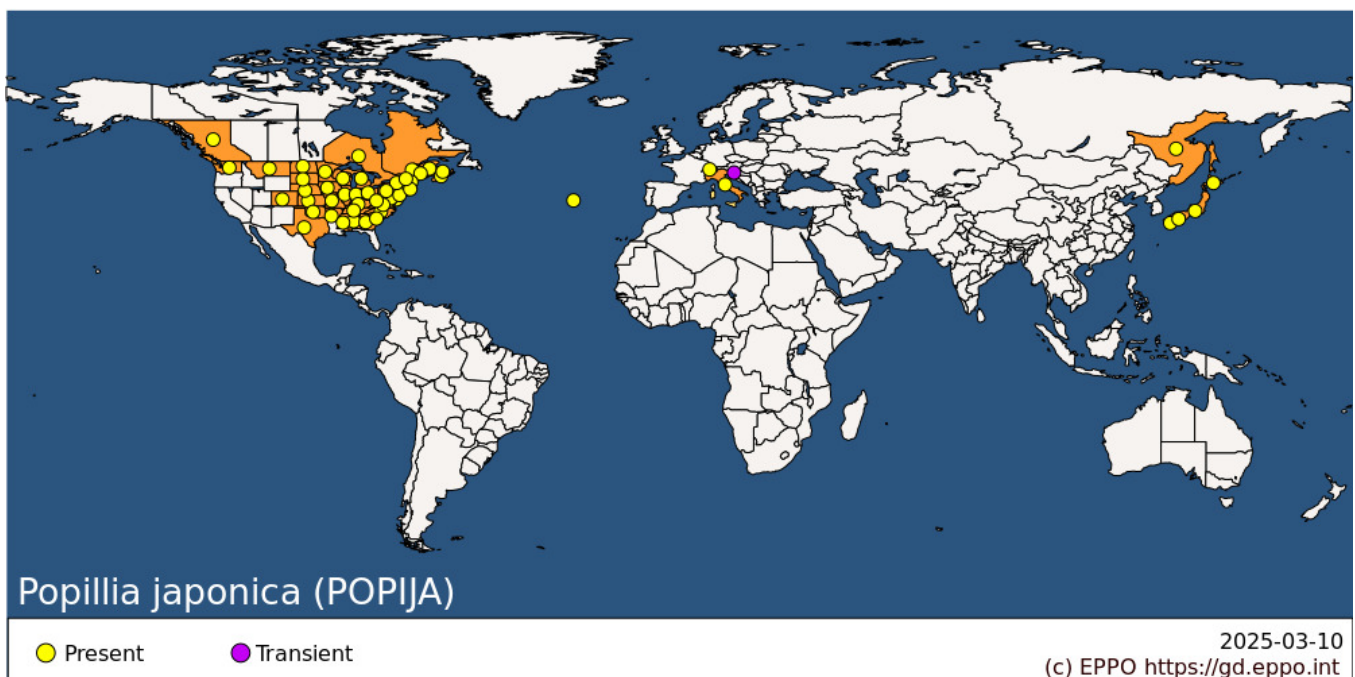 Popillia japonica (POPIJA)
Present
Transient
2025-03-10
(c) EPPO https://gd.eppo.int